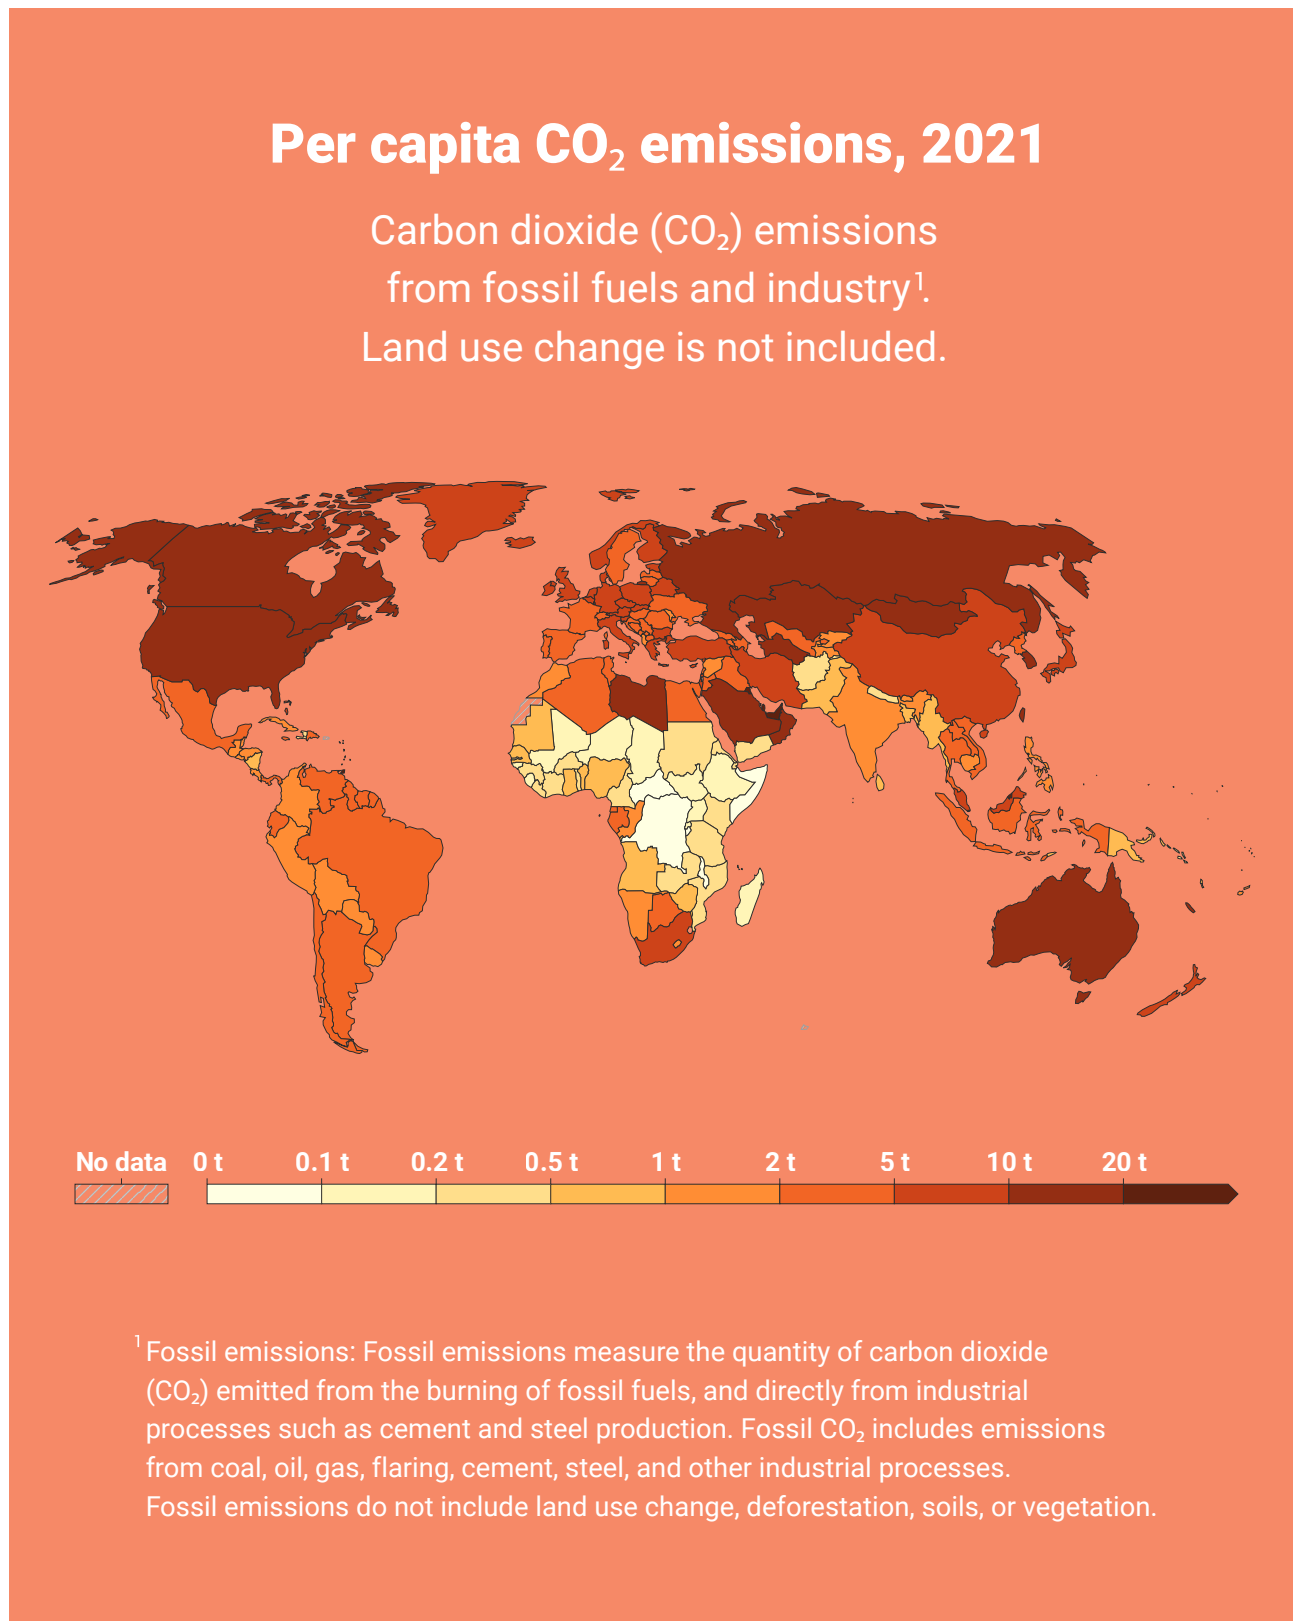 Per capita CO₂ emissions, 2021
Carbon dioxide (CO₂) emissions
from fossil fuels and industry¹.
Land use change is not included.
No data 0 t 0.1 t 0.2 t 0.5 t 1 t 2 t 5 t 10 t 20 t
¹ Fossil emissions: Fossil emissions measure the quantity of carbon dioxide
(CO₂) emitted from the burning of fossil fuels, and directly from industrial
processes such as cement and steel production. Fossil CO₂ includes emissions
from coal, oil, gas, flaring, cement, steel, and other industrial processes.
Fossil emissions do not include land use change, deforestation, soils, or vegetation.